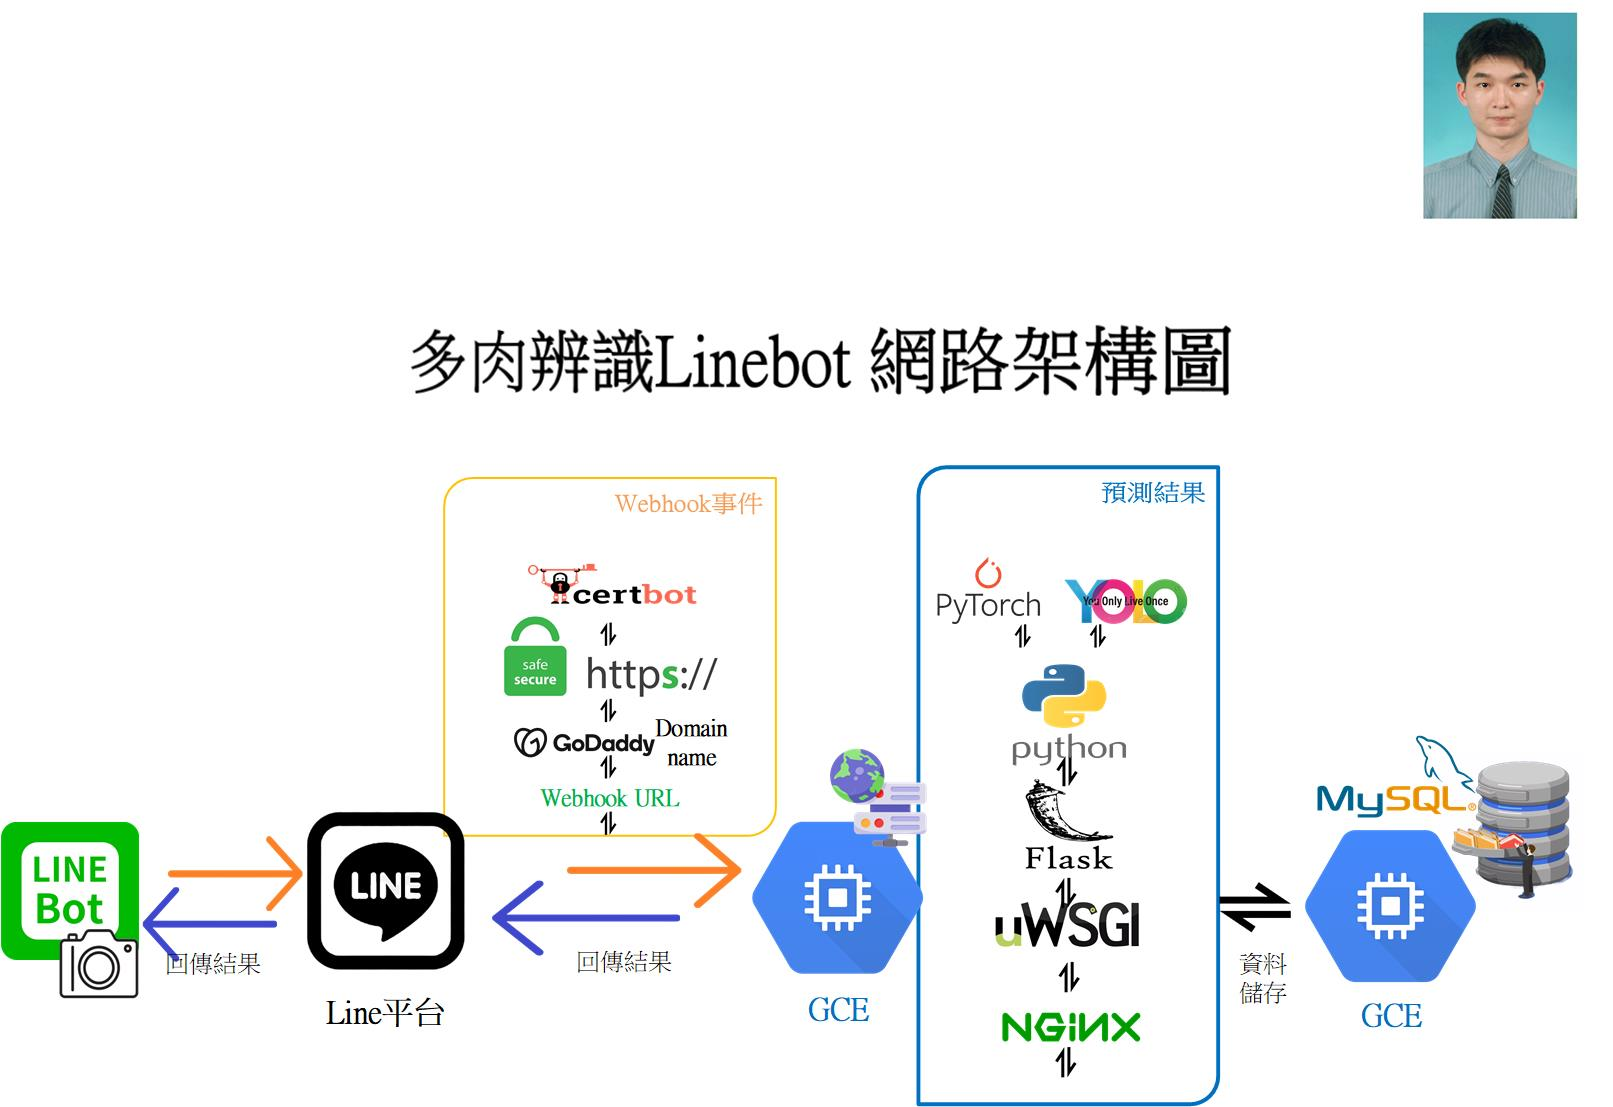 多肉辨識Linebot 網路架構圖
Webhook事件
certbot
safe
secure
https://
GoDaddy
Domain
name
Webhook URL
預測結果
PyTorch
YOLO
You Only Live Once
python
Flask
uWSGI
NGiNX
LINE
Bot
回傳結果
LINE
Line平台
回傳結果
GCE
資料
儲存
MySQL®
GCE